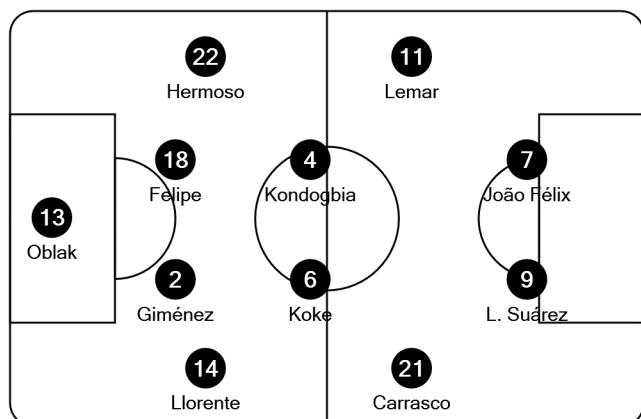 22
Hermoso
11
Lemar
18
Felipe
4
Kondogbia
7
João Félix
13
Oblak
2
Giménez
6
Koke
9
L. Suárez
14
Llorente
21
Carrasco